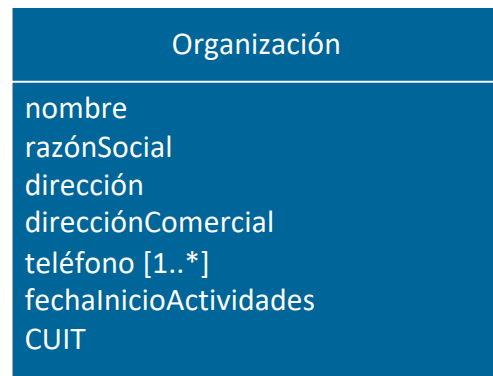 Organización
nombre
razónSocial
dirección
direcciónComercial
teléfono [1..*]
fechaInicioActividades
CUIT